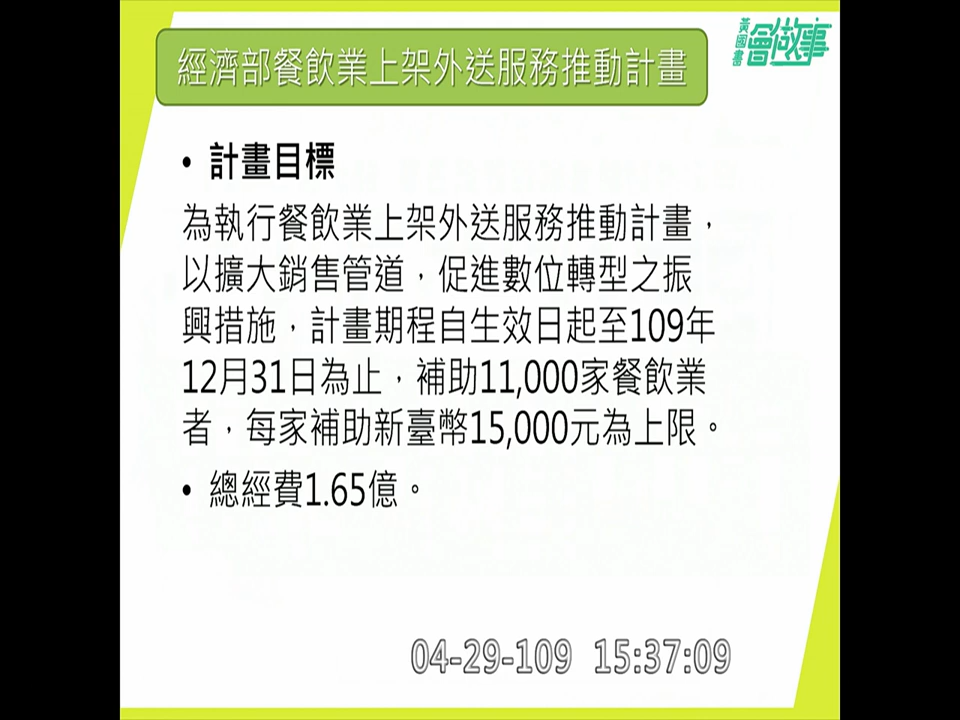 經濟部餐飲業上架外送服務推動計畫
黃國書
會做事
• 計畫目標
為執行餐飲業上架外送服務推動計畫，
以擴大銷售管道，促進數位轉型之振
興措施，計畫期程自生效日起至109年
12月31日為止，補助11,000家餐飲業
者，每家補助新臺幣15,000元為上限。
• 總經費1.65億。
04-29-109 15:37:09